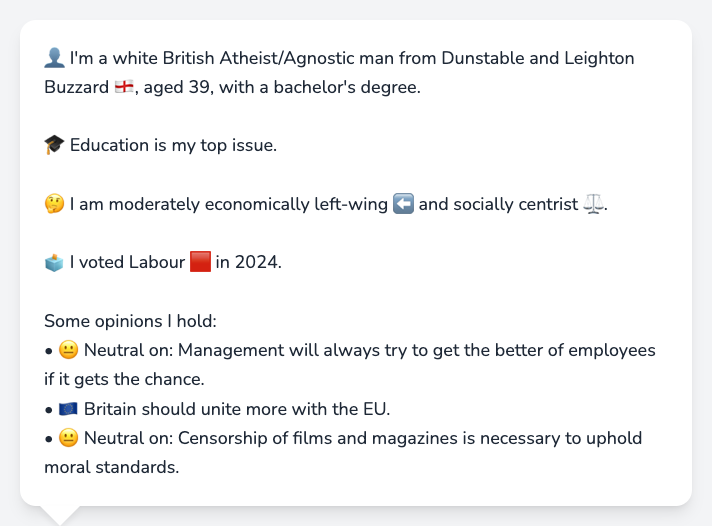 👤 I'm a white British Atheist/Agnostic man from Dunstable and Leighton
Buzzard 🏴󠁧󠁢󠁥󠁮󠁧󠁿, aged 39, with a bachelor's degree.
🎓 Education is my top issue.
🤔 I am moderately economically left-wing ⬅️ and socially centrist ⚖️.
🗳️ I voted Labour 🟥 in 2024.
Some opinions I hold:
• 😐 Neutral on: Management will always try to get the better of employees
if it gets the chance.
• 🇪🇺 Britain should unite more with the EU.
• 😐 Neutral on: Censorship of films and magazines is necessary to uphold
moral standards.